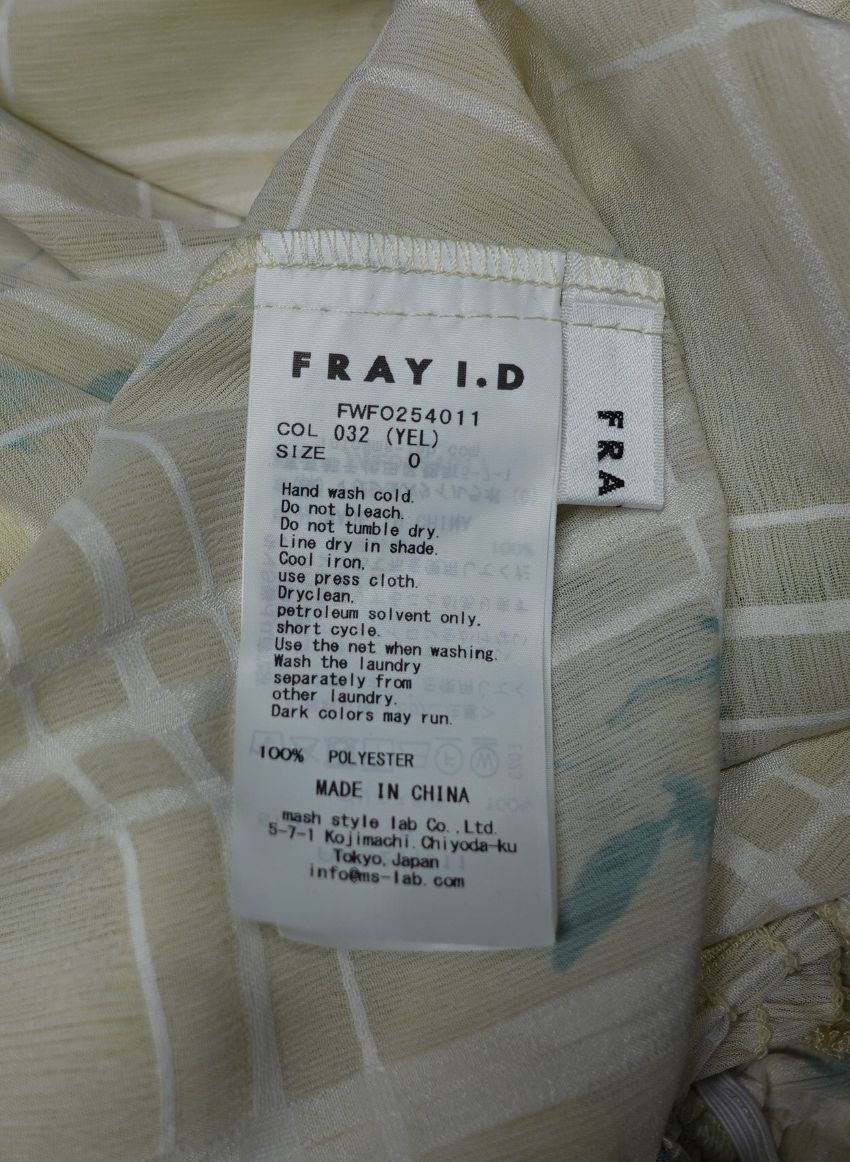 FRAY I.D
FWFO254011
COL 032 (YEL)
SIZE 0
Hand wash cold.
Do not bleach.
Do not tumble dry.
Line dry in shade.
Cool iron,
use press cloth.
Dryclean,
petroleum solvent only.
short cycle.
Use the net when washing.
Wash the laundry
separately from
other laundry.
Dark colors may run.
100% POLYESTER
MADE IN CHINA
mash style lab Co.,Ltd.
5-7-1 Kojimachi.Chiyoda-ku
Tokyo,Japan
info@ms-lab.com
FRA